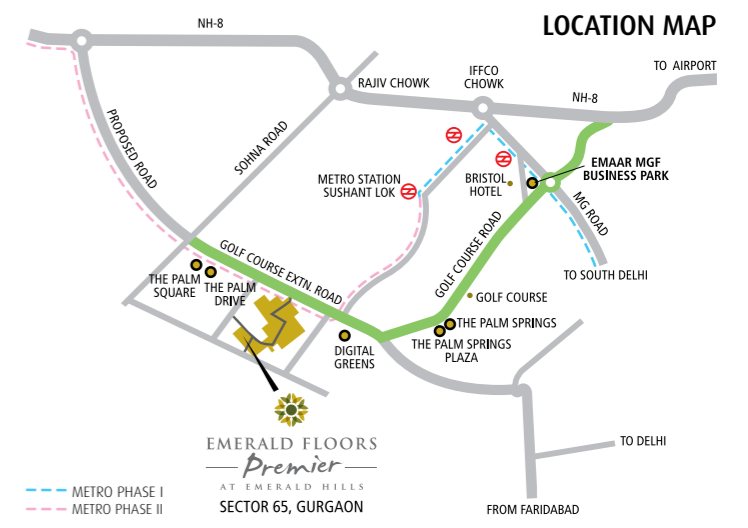 LOCATION MAP
NH-8
TO AIRPORT
IFFCO
CHOWK
RAJIV CHOWK
NH-8
PROPOSED ROAD
SOHNA ROAD
EMAAR MGF
BUSINESS PARK
METRO STATION
SUSHANT LOK
BRISTOL
HOTEL
MG ROAD
GOLF COURSE ROAD
GOLF COURSE EXTN. ROAD
TO SOUTH DELHI
THE PALM
SQUARE
THE PALM
DRIVE
GOLF COURSE
THE PALM SPRINGS
THE PALM SPRINGS
PLAZA
DIGITAL
GREENS
EMERALD FLOORS
Premier
AT EMERALD HILLS
SECTOR 65, GURGAON
TO DELHI
METRO PHASE I
METRO PHASE II
FROM FARIDABAD